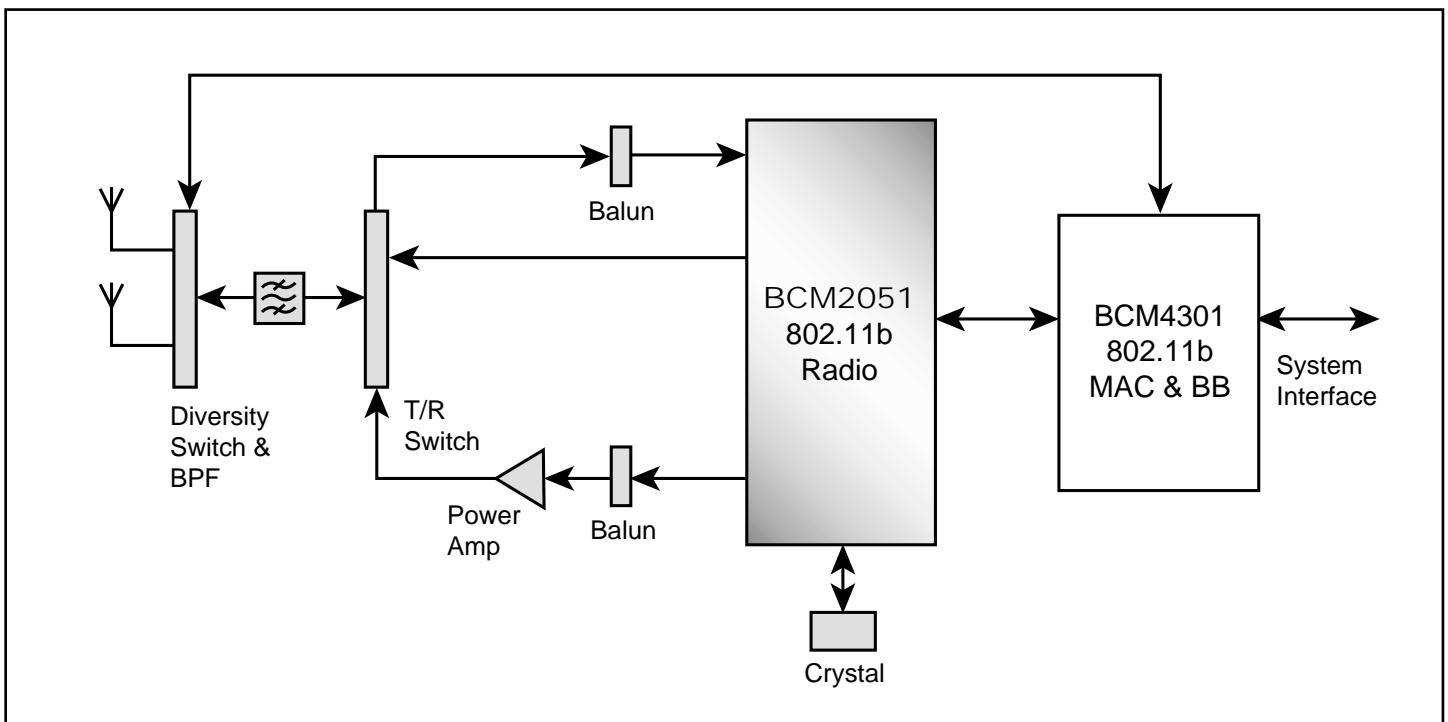 Balun
BCM2051
802.11b
Radio
BCM4301
802.11b
MAC & BB
System
Interface
Diversity
Switch &
BPF
T/R
Switch
Power
Amp
Balun
Crystal